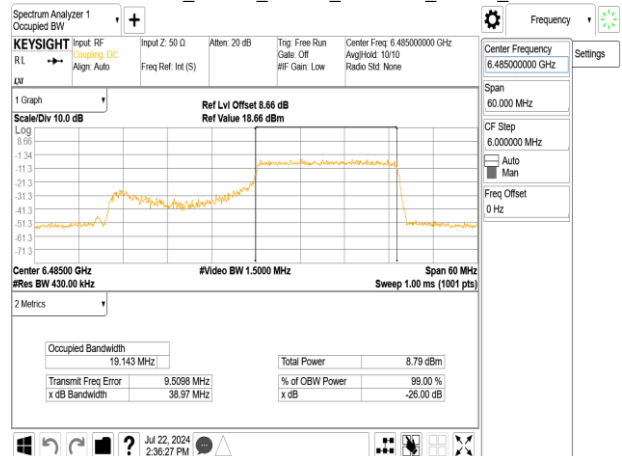 Spectrum Analyzer 1
Occupied BW
Frequency
KEYSIGHT
Input: RF
Input Z: 50 Ω
Atten: 20 dB
Trig: Free Run
Center Freq: 6.485000000 GHz
RL
Coupling: DC
Gate: Off
Avg|Hold: 10/10
Align: Auto
Freq Ref: Int (S)
#IF Gain: Low
Radio Std: None
Center Frequency
6.485000000 GHz
Settings
Span
60.000 MHz
CF Step
6.000000 MHz
Auto
Man
Freq Offset
0 Hz
1 Graph
Ref Lvl Offset 8.66 dB
Scale/Div 10.0 dB
Ref Value 18.66 dBm
Log
8.66
-1.34
-11.3
-21.3
-31.3
-41.3
-51.3
-61.3
-71.3
Center 6.48500 GHz
#Video BW 1.5000 MHz
Span 60 MHz
#Res BW 430.00 kHz
Sweep 1.00 ms (1001 pts)
2 Metrics
Occupied Bandwidth
19.143 MHz
Total Power 8.79 dBm
Transmit Freq Error 9.5098 MHz
% of OBW Power 99.00 %
x dB Bandwidth 38.97 MHz
x dB -26.00 dB
Jul 22, 2024
2:36:27 PM